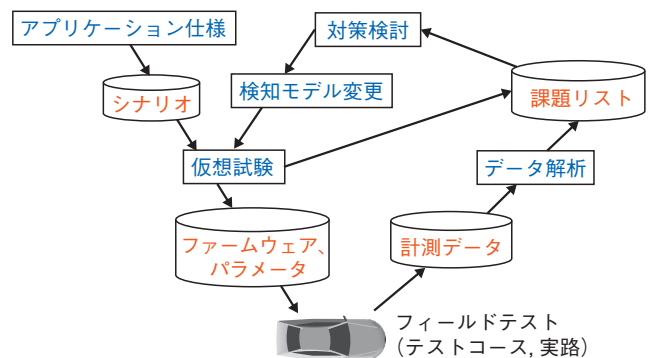 アプリケーション仕様
対策検討
シナリオ
検知モデル変更
課題リスト
仮想試験
データ解析
ファームウェア、
パラメータ
計測データ
フィールドテスト
(テストコース, 実路)